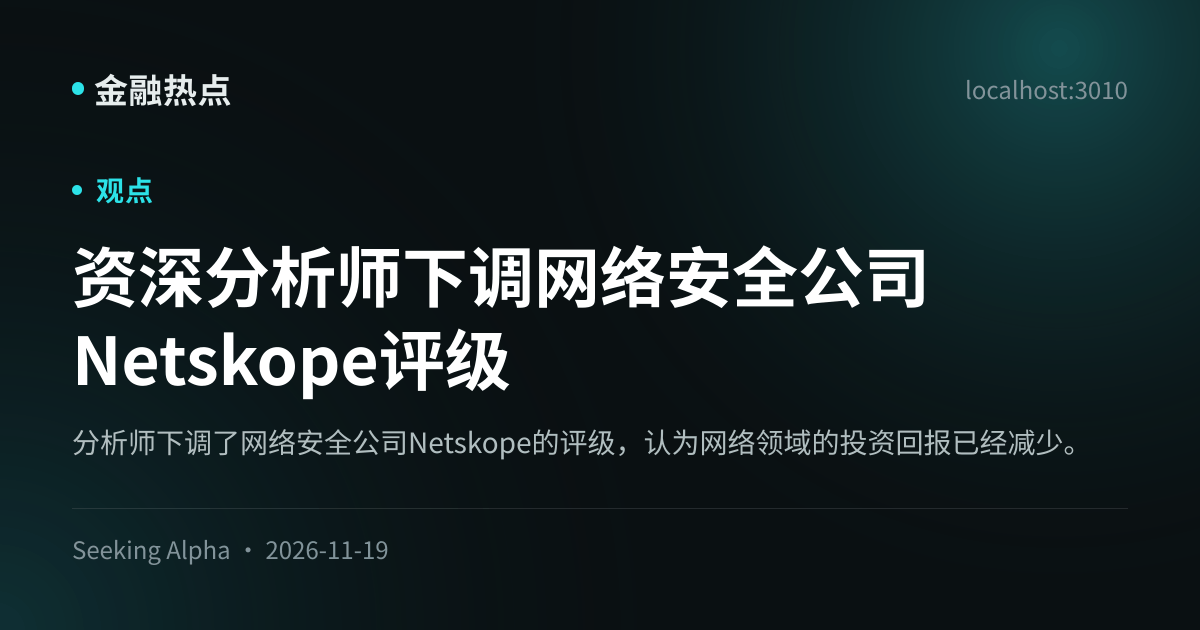 金融热点
localhost:3010
观点
资深分析师下调网络安全公司
Netskope评级
分析师下调了网络安全公司Netskope的评级，认为网络领域的投资回报已经减少。
Seeking Alpha • 2026-11-19